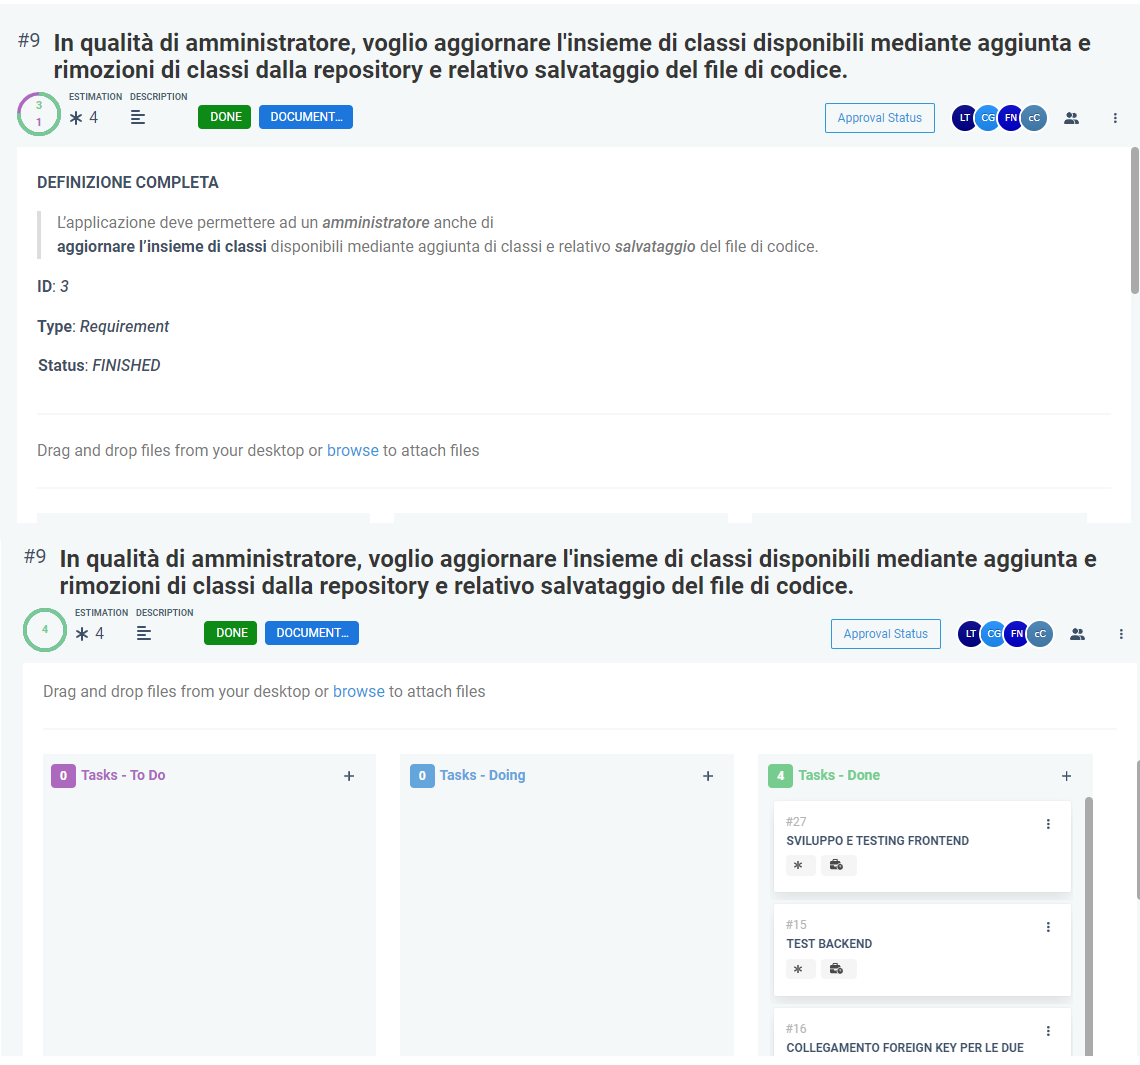 #9 In qualità di amministratore, voglio aggiornare l'insieme di classi disponibili mediante aggiunta e
rimozioni di classi dalla repository e relativo salvataggio del file di codice.
3
1
ESTIMATION DESCRIPTION
4
DONE DOCUMENT...
Approval Status
LT CG FN cC
DEFINIZIONE COMPLETA
L’applicazione deve permettere ad un amministratore anche di
aggiornare l’insieme di classi disponibili mediante aggiunta di classi e relativo salvataggio del file di codice.
ID: 3
Type: Requirement
Status: FINISHED
Drag and drop files from your desktop or browse to attach files
#9 In qualità di amministratore, voglio aggiornare l'insieme di classi disponibili mediante aggiunta e
rimozioni di classi dalla repository e relativo salvataggio del file di codice.
4
ESTIMATION DESCRIPTION
4
DONE DOCUMENT...
Approval Status
LT CG FN cC
Drag and drop files from your desktop or browse to attach files
0 Tasks - To Do +
0 Tasks - Doing +
4 Tasks - Done +
#27
SVILUPPO E TESTING FRONTEND
#15
TEST BACKEND
#16
COLLEGAMENTO FOREIGN KEY PER LE DUE